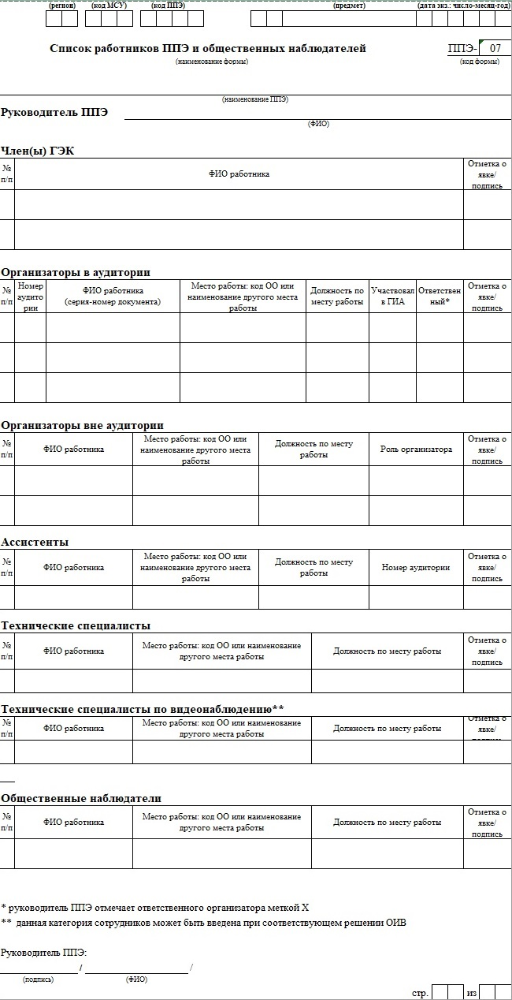 (регион) (код МСУ) (код ППЭ) (предмет) (дата экз.: число-месяц-год)
Список работников ППЭ и общественных наблюдателей ППЭ- 07
(наименование формы) (код формы)
(наименование ППЭ)
Руководитель ППЭ
(ФИО)
Член(ы) ГЭК
№ п/п ФИО работника Отметка о явке/ подпись
Организаторы в аудитории
№ п/п Номер аудито рии ФИО работника (серия-номер документа) Место работы: код ОО или наименование другого места работы Должность по месту работы Участвовал в ГИА Ответствен ный* Отметка о явке/ подпись
Организаторы вне аудитории
№ п/п ФИО работника Место работы: код ОО или наименование другого места работы Должность по месту работы Роль организатора Отметка о явке/ подпись
Ассистенты
№ п/п ФИО работника Место работы: код ОО или наименование другого места работы Должность по месту работы Номер аудитории Отметка о явке/ подпись
Технические специалисты
№ п/п ФИО работника Место работы: код ОО или наименование другого места работы Должность по месту работы Отметка о явке/ подпись
Технические специалисты по видеонаблюдению**
№ п/п ФИО работника Место работы: код ОО или наименование другого места работы Должность по месту работы Отметка о явке/
Общественные наблюдатели
№ п/п ФИО работника Место работы: код ОО или наименование другого места работы Должность по месту работы Отметка о явке/ подпись
* руководитель ППЭ отмечает ответственного организатора меткой X
** данная категория сотрудников может быть введена при соответствующем решении ОИВ
Руководитель ППЭ:
/ /
(подпись) (ФИО)
стр. из